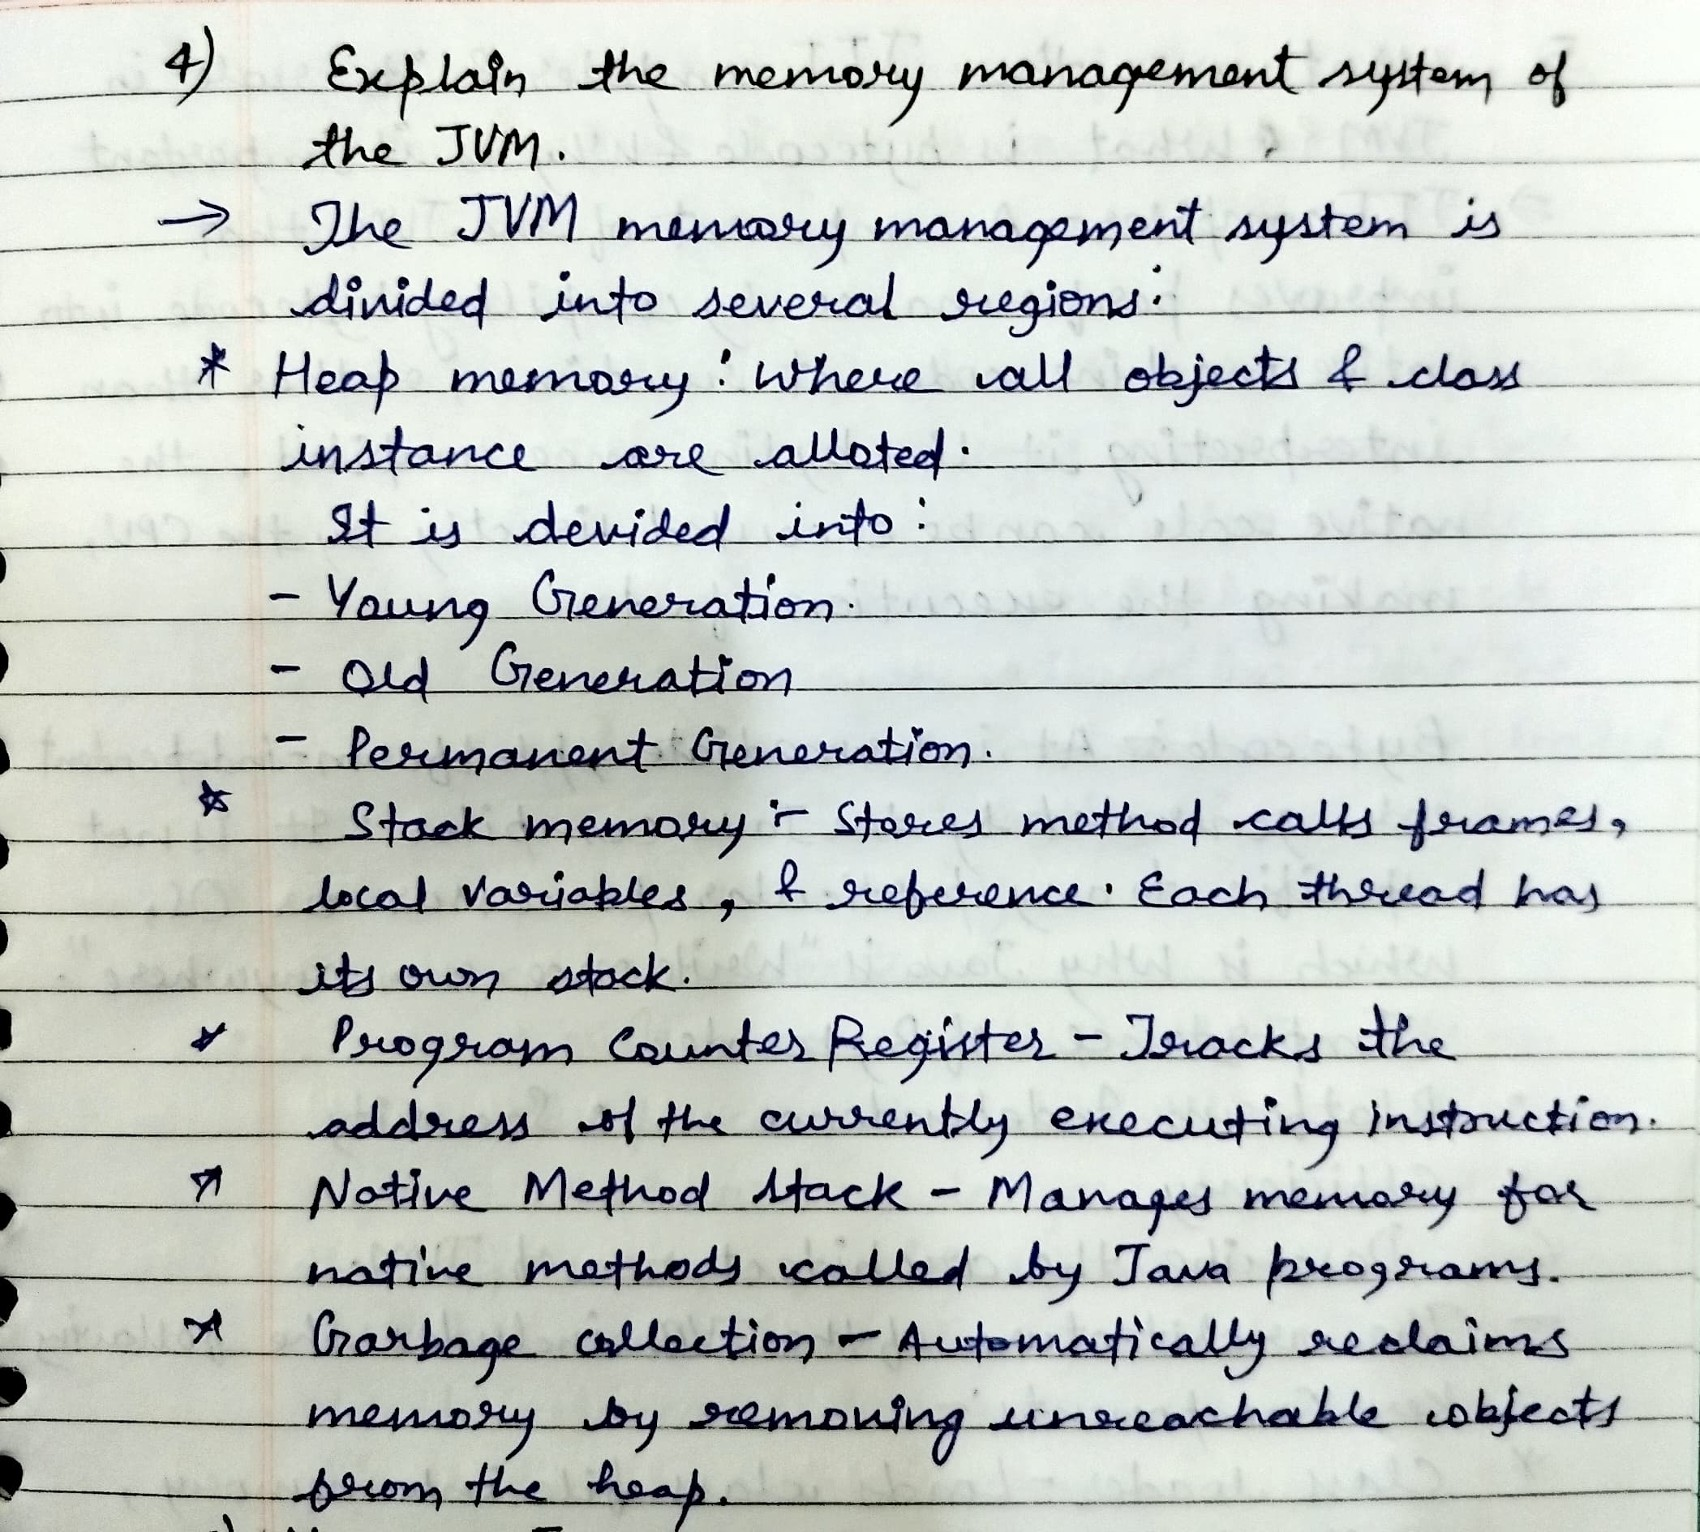 4) Explain the memory management system of
the JVM.
→ The JVM memory management system is
divided into several regions:
* Heap memory: Where all objects & class
instance are alloted.
It is devided into:
- Young Generation.
- Old Generation
- Permanent Generation.
* Stack memory :- Stores method calls frames,
local variables, & reference. Each thread has
its own stack.
* Program Counter Register - Tracks the
address of the currently executing instruction.
* Native Method Stack - Manages memory for
native methods called by Java programs.
* Garbage collection - Automatically reclaims
memory by removing unreachable objects
from the heap.